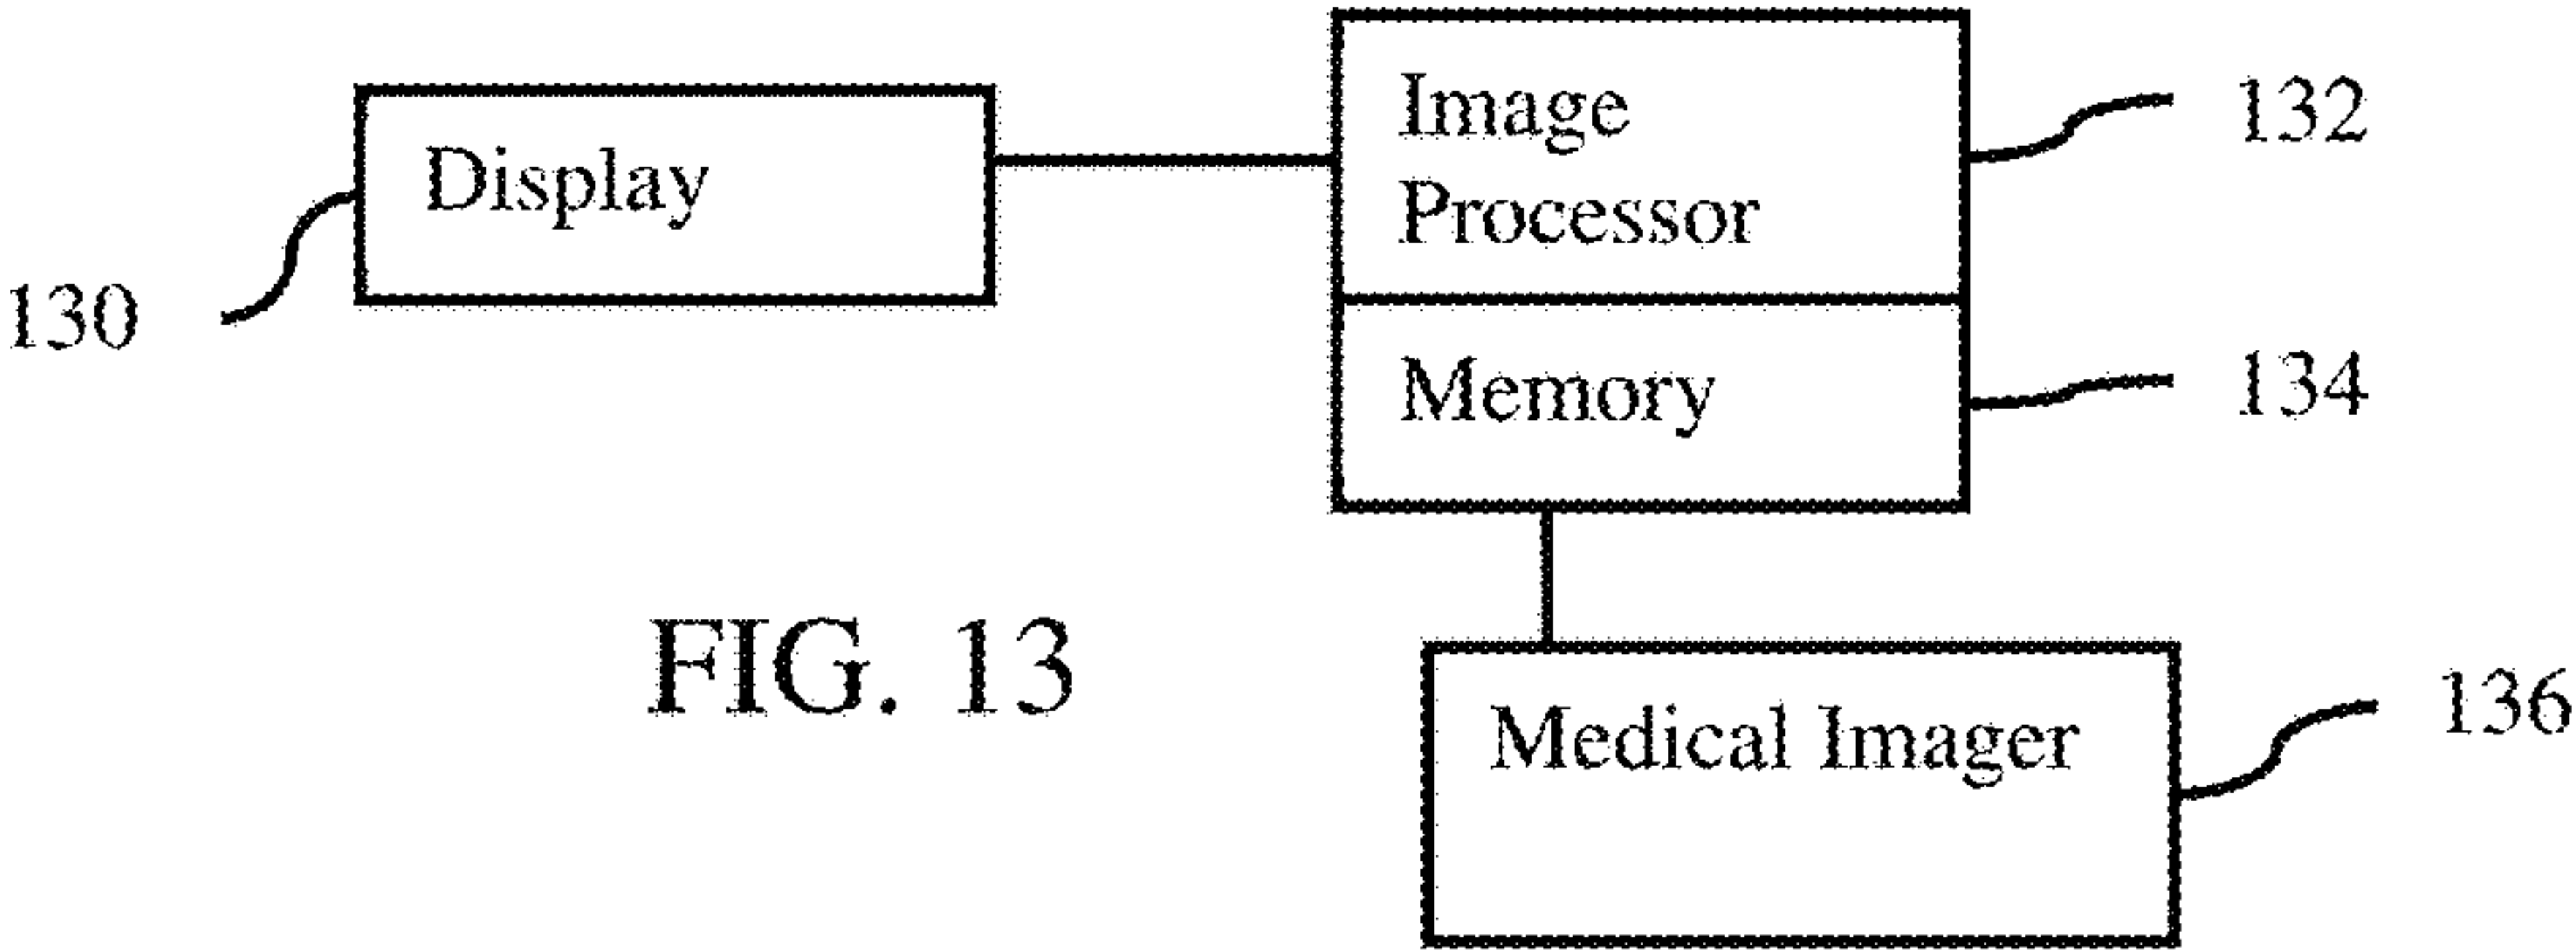 Image
Processor
132
Display
130
Memory
134
FIG. 13
Medical Imager
136